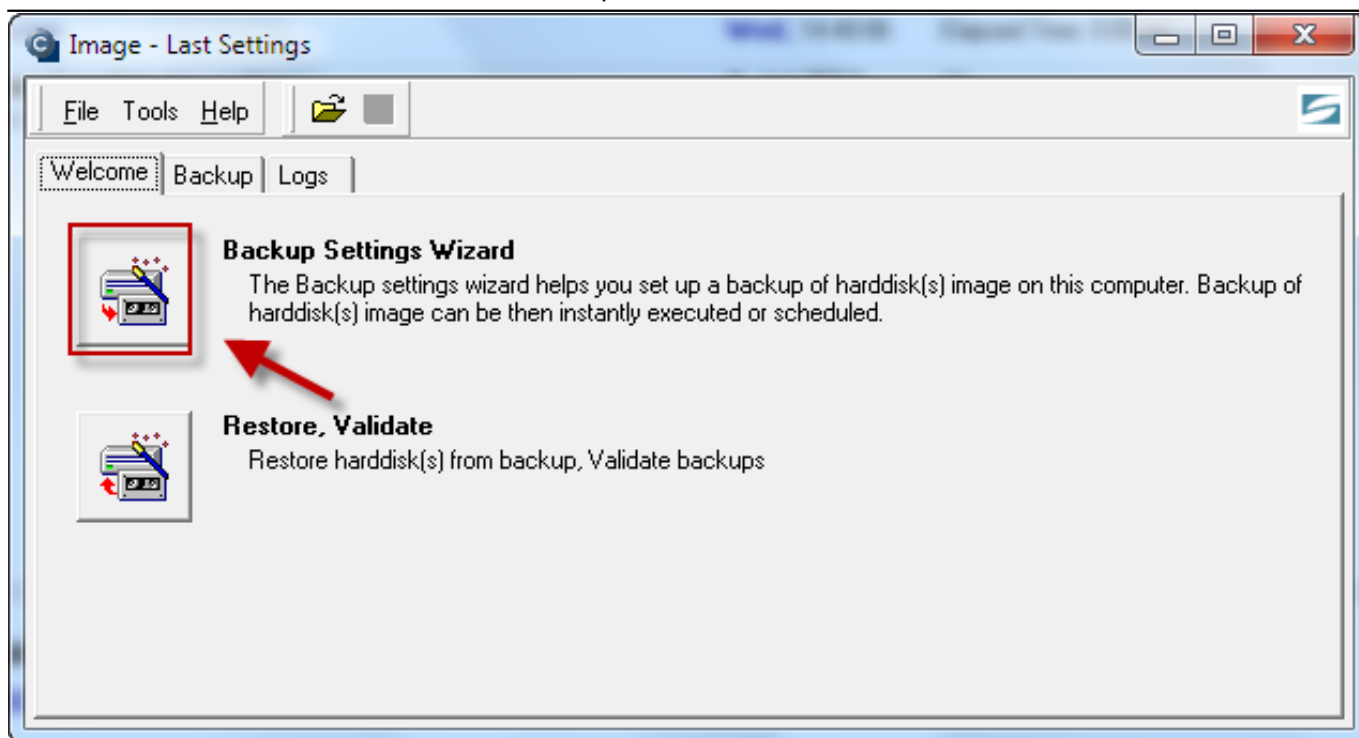 Image - Last Settings
File Tools Help
Welcome Backup Logs
Backup Settings Wizard
The Backup settings wizard helps you set up a backup of harddisk(s) image on this computer. Backup of
harddisk(s) image can be then instantly executed or scheduled.
Restore, Validate
Restore harddisk(s) from backup, Validate backups